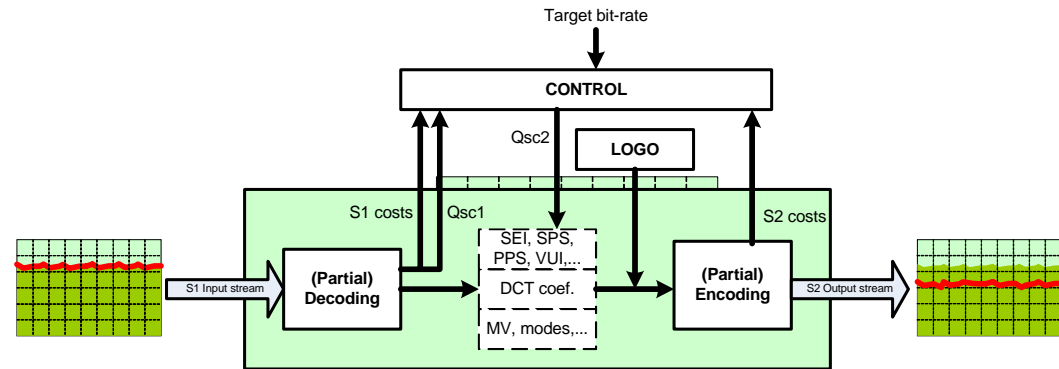 Target bit-rate
CONTROL
Qsc2
LOGO
S1 costs
Qsc1
S2 costs
SEI, SPS,
PPS, VUI,...
(Partial)
Decoding
DCT coef.
(Partial)
Encoding
S1 Input stream
S2 Output stream
MV, modes,...